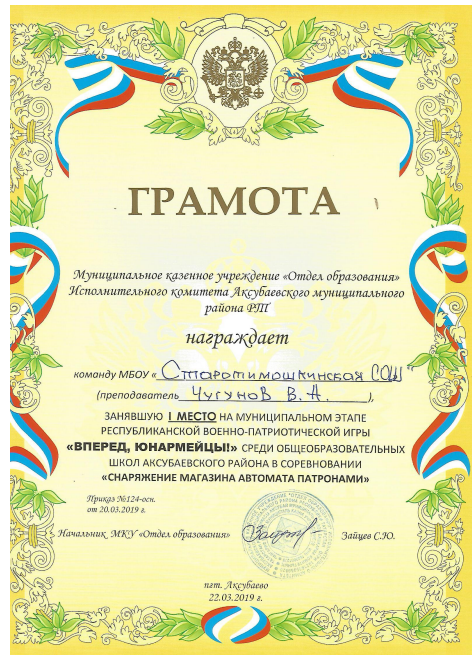 ГРАМОТА
Муниципальное казенное учреждение «Отдел образования»
Исполнительного комитета Аксубаевского муниципального
района РТ
награждает
команду МБОУ « Старотимошкинская СОШ"
(преподаватель Чугунов В.А. ),
ЗАНЯВШУЮ I МЕСТО НА МУНИЦИПАЛЬНОМ ЭТАПЕ
РЕСПУБЛИКАНСКОЙ ВОЕННО-ПАТРИОТИЧЕСКОЙ ИГРЫ
«ВПЕРЕД, ЮНАРМЕЙЦЫ!» СРЕДИ ОБЩЕОБРАЗОВАТЕЛЬНЫХ
ШКОЛ АКСУБАЕВСКОГО РАЙОНА В СОРЕВНОВАНИИ
«СНАРЯЖЕНИЕ МАГАЗИНА АВТОМАТА ПАТРОНАМИ»
Приказ №124-осн.
от 20.03.2019 г.
Начальник МКУ «Отдел образования» Зайцев С.Ю.
пгт. Аксубаево
22.03.2019 г.